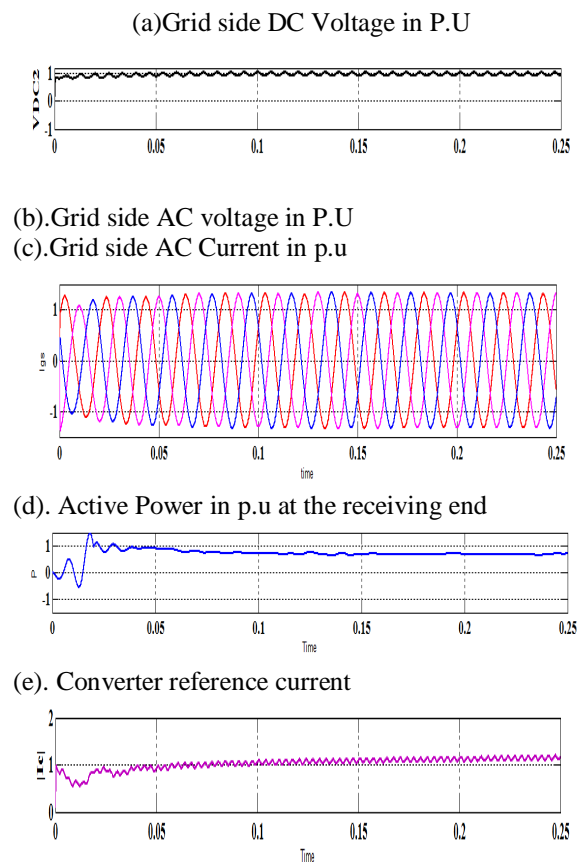 (a)Grid side DC Voltage in P.U
VDC2
1
0
-1
0 0.05 0.1 0.15 0.2 0.25
(b).Grid side AC voltage in P.U
(c).Grid side AC Current in p.u
Igs
1
0
-1
0 0.05 0.1 0.15 0.2 0.25
time
(d). Active Power in p.u at the receiving end
P
1
0
-1
0 0.05 0.1 0.15 0.2 0.25
Time
(e). Converter reference current
|Ic|
2
1
0
0 0.05 0.1 0.15 0.2 0.25
Time